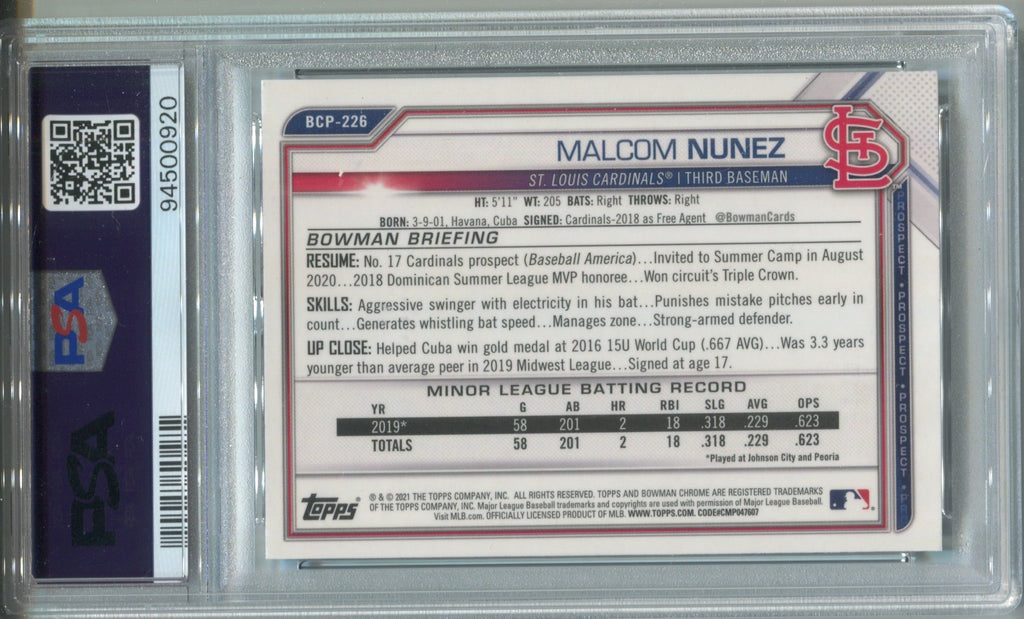 94500920
PSA
PSA
BCP-226
MALCOM NUNEZ
ST. LOUIS CARDINALS® | THIRD BASEMAN
HT: 5'11" WT: 205 BATS: Right THROWS: Right
BORN: 3-9-01, Havana, Cuba SIGNED: Cardinals-2018 as Free Agent @BowmanCards
BOWMAN BRIEFING
RESUME: No. 17 Cardinals prospect (Baseball America)...Invited to Summer Camp in August
2020...2018 Dominican Summer League MVP honoree...Won circuit's Triple Crown.
SKILLS: Aggressive swinger with electricity in his bat...Punishes mistake pitches early in
count...Generates whistling bat speed...Manages zone...Strong-armed defender.
UP CLOSE: Helped Cuba win gold medal at 2016 15U World Cup (.667 AVG)...Was 3.3 years
younger than average peer in 2019 Midwest League...Signed at age 17.
MINOR LEAGUE BATTING RECORD
YR G AB HR RBI SLG AVG OPS
2019* 58 201 2 18 .318 .229 .623
TOTALS 58 201 2 18 .318 .229 .623
*Played at Johnson City and Peoria
Topps®
® & © 2021 THE TOPPS COMPANY, INC. ALL RIGHTS RESERVED. TOPPS AND BOWMAN CHROME ARE REGISTERED TRADEMARKS
OF THE TOPPS COMPANY, INC. Major League Baseball trademarks and copyrights are used with permission of Major League Baseball.
Visit MLB.com. OFFICIALLY LICENSED PRODUCT OF MLB. WWW.TOPPS.COM. CODE#CMP047607
STL
TM
PROSPECT • PROSPECT • PROSPECT • PR